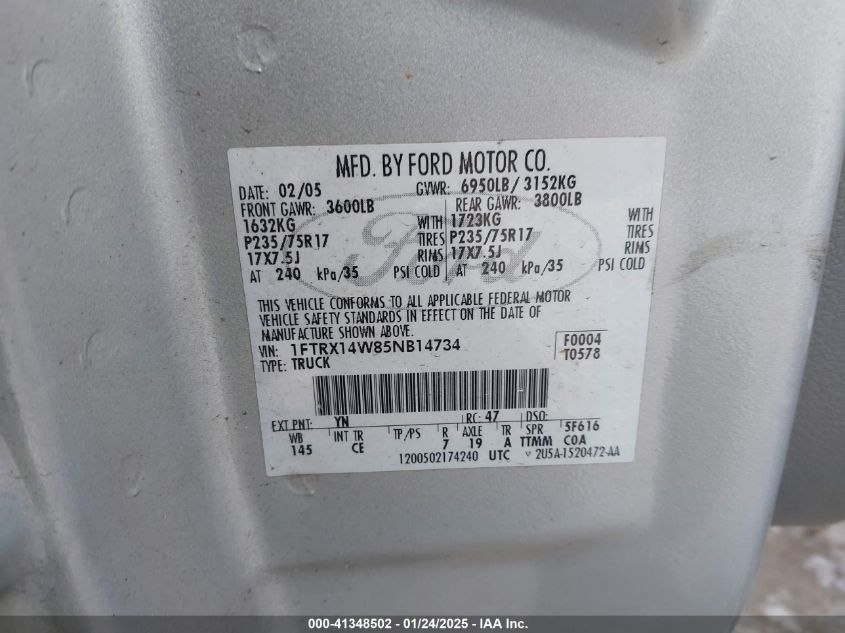 MFD. BY FORD MOTOR CO.
DATE: 02/05 GVWR: 6950LB/ 3152KG
FRONT GAWR: 3600LB REAR GAWR: 3800LB
1632KG WITH 1723KG WITH
P235/75R17 TIRES P235/75R17 TIRES
17X7.5J RIMS 17X7.5J RIMS
AT 240 kPa/35 PSI COLD AT 240 kPa/35 PSI COLD
Ford
THIS VEHICLE CONFORMS TO ALL APPLICABLE FEDERAL MOTOR
VEHICLE SAFETY STANDARDS IN EFFECT ON THE DATE OF
MANUFACTURE SHOWN ABOVE.
VIN: 1FTRX14W85NB14734 F0004
TYPE: TRUCK T0578
EXT PNT: YN RC: 47 DSO:
WB INT TR TP/PS R AXLE TR SPR 5F616
145 CE 7 19 A TTMM COA
1200502174240 UTC 2U5A-1520472-AA
000-41348502 - 01/24/2025 - IAA Inc.